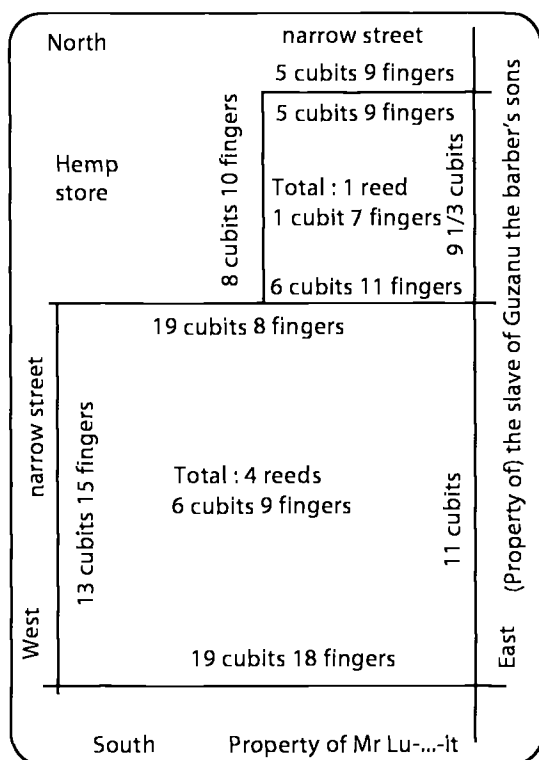 North
narrow street
5 cubits 9 fingers
5 cubits 9 fingers
Hemp
store
8 cubits 10 fingers
Total : 1 reed
1 cubit 7 fingers
9 1/3 cubits
6 cubits 11 fingers
(Property of) the slave of Guzanu the barber's sons
19 cubits 8 fingers
narrow street
13 cubits 15 fingers
Total : 4 reeds
6 cubits 9 fingers
11 cubits
West
19 cubits 18 fingers
East
South
Property of Mr Lu-...-it